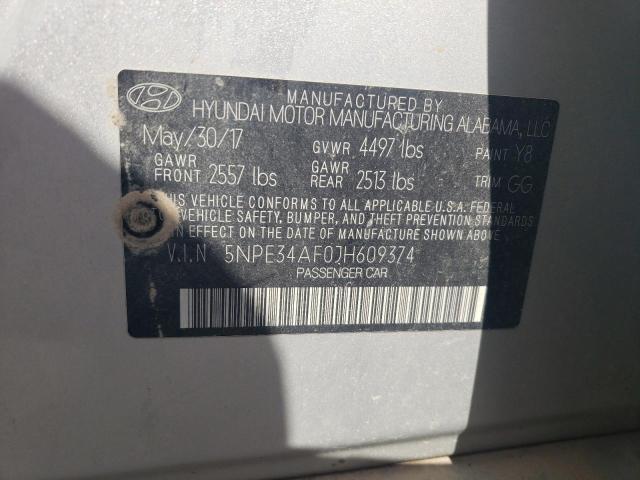 MANUFACTURED BY
HYUNDAI MOTOR MANUFACTURING ALABAMA, LLC
May/30/17 GVWR 4497 lbs PAINT Y8
GAWR FRONT 2557 lbs GAWR REAR 2513 lbs TRIM GG
THIS VEHICLE CONFORMS TO ALL APPLICABLE U.S.A. FEDERAL
VEHICLE SAFETY, BUMPER, AND THEFT PREVENTION STANDARDS
IN EFFECT ON THE DATE OF MANUFACTURE SHOWN ABOVE.
V.I.N 5NPE34AF0JH609374
PASSENGER CAR